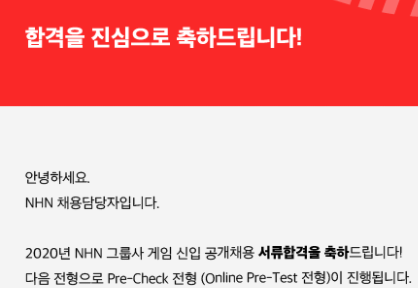 합격을 진심으로 축하드립니다!
안녕하세요.
NHN 채용담당자입니다.
2020년 NHN 그룹사 게임 신입 공개채용 서류합격을 축하드립니다!
다음 전형으로 Pre-Check 전형 (Online Pre-Test 전형)이 진행됩니다.